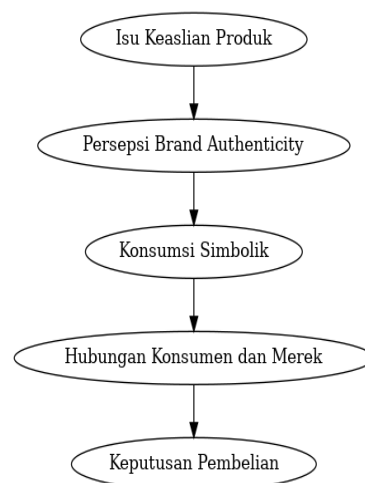 Isu Keaslian Produk
Persepsi Brand Authenticity
Konsumsi Simbolik
Hubungan Konsumen dan Merek
Keputusan Pembelian